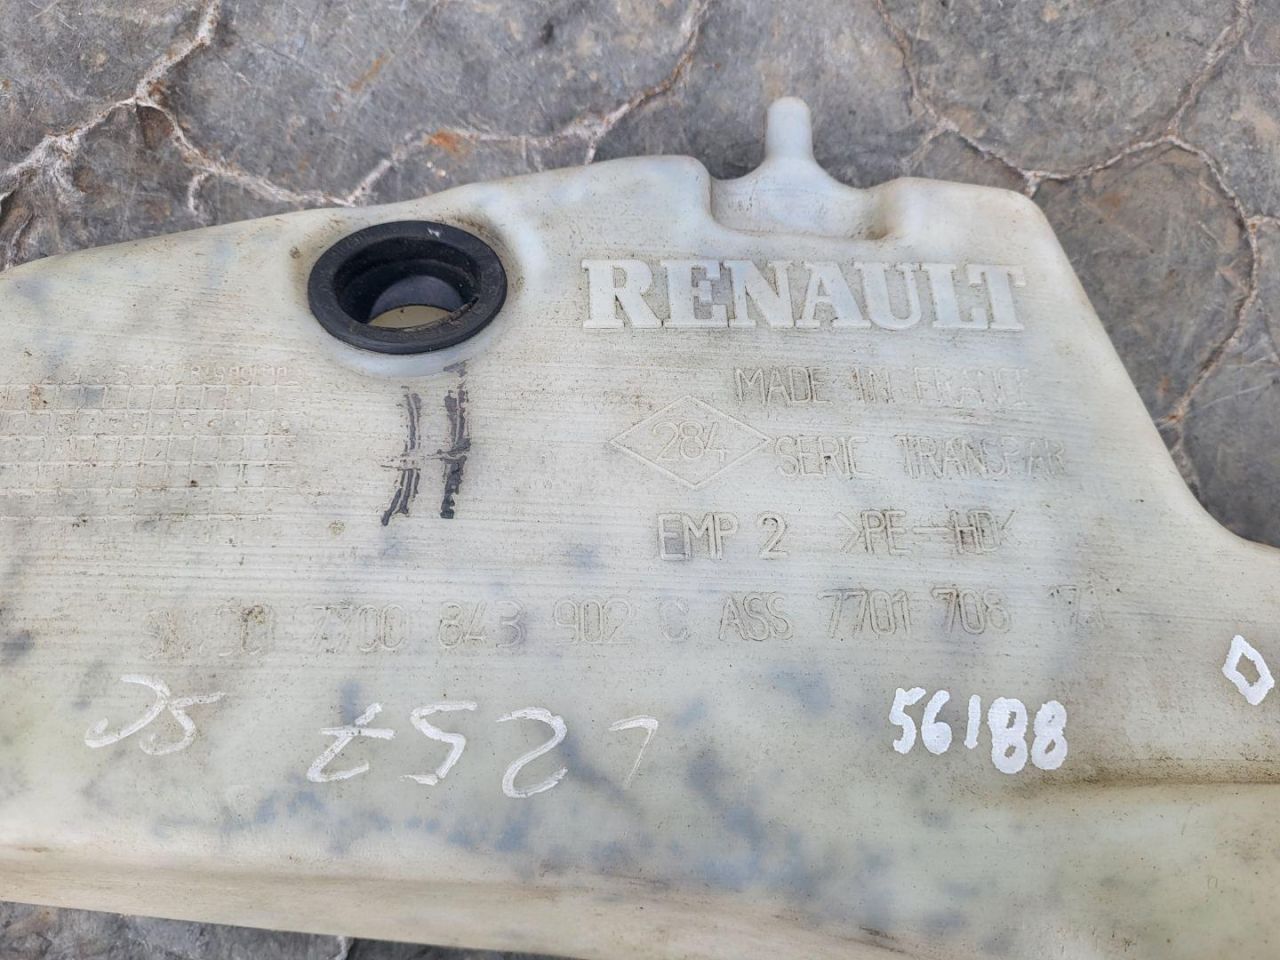 RENAULT
MADE IN FRANCE
284 SERIE TRANSPAR
EMP 2 >PE-HD<
7700 843 902 C ASS 7701 708
56188